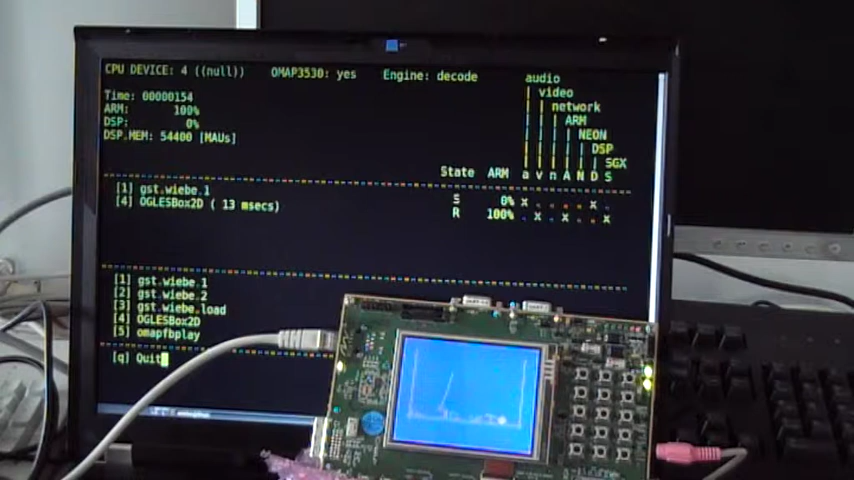 CPU DEVICE: 4 ((null)) OMAP3530: yes Engine: decode
audio
video
network
ARM
NEON
DSP
SGX
Time: 00000154
ARM: 100%
DSP: 0%
DSP.MEM: 54400 [MAUs]
State ARM a v n A N D S
[1] gst.wiebe.1 S 0% x . . . . x .
[4] OGLESBox2D ( 13 msecs) R 100% . x . x . . x
[1] gst.wiebe.1
[2] gst.wiebe.2
[3] gst.wiebe.load
[4] OGLESBox2D
[5] omapfbplay
[q] Quit